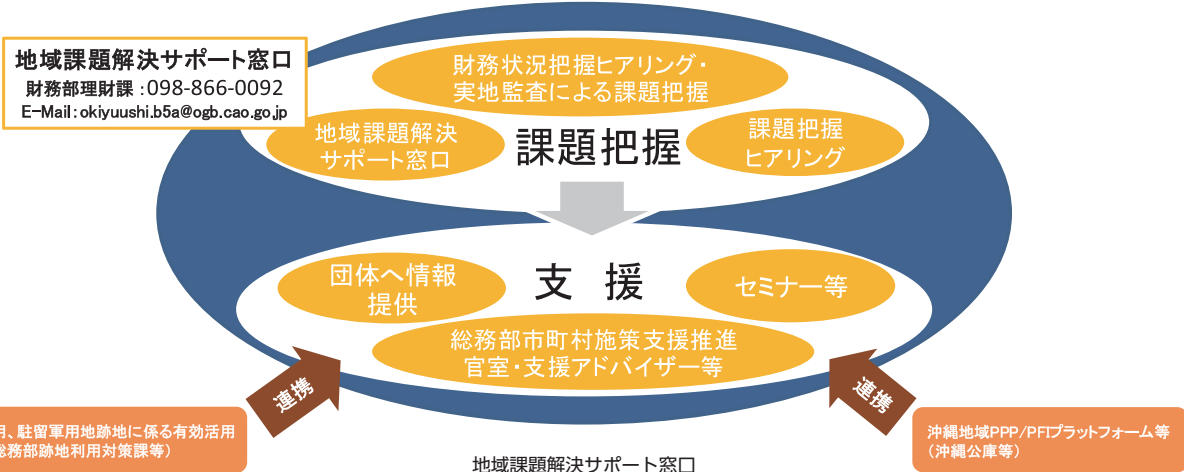 地域課題解決サポート窓口
財務部理財課:098-866-0092
E-Mail:okiyuushi.b5a@ogb.cao.go.jp
財務状況把握ヒアリング・
実地監査による課題把握
地域課題解決
サポート窓口
課題把握
課題把握
ヒアリング
団体へ情報
提供
支 援
セミナー等
総務部市町村施策支援推進
官室・支援アドバイザー等
連携
連携
用、駐留軍用地跡地に係る有効活用
総務部跡地利用対策課等)
沖縄地域PPP/PFIプラットフォーム等
(沖縄公庫等)
地域課題解決サポート窓口